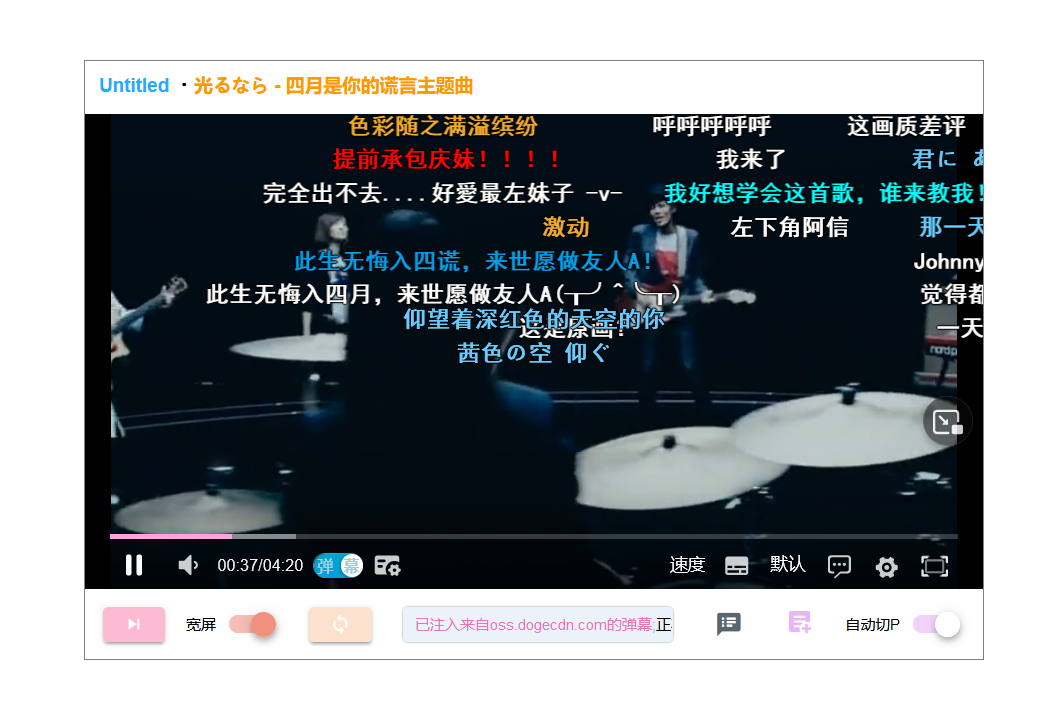 Untitled ・光るなら - 四月是你的谎言主题曲
色彩随之满溢缤纷 呼呼呼呼呼 这画质差评
提前承包庆妹！！！！ 我来了 君に
完全出不去....好愛最左妹子 -v- 我好想学会这首歌，谁来教我!
激动 左下角阿信 那一天
此生无悔入四谎，来世愿做友人A! Johnny
此生无悔入四月，来世愿做友人A(┬╯^╰┬) 觉得都
仰望着深红色的天空的你
这是原画! 一天
茜色の空 仰ぐ
nord
00:37/04:20 弹 幕 速度 默认
宽屏 已注入来自oss.dogecdn.com的弹幕;正 自动切P